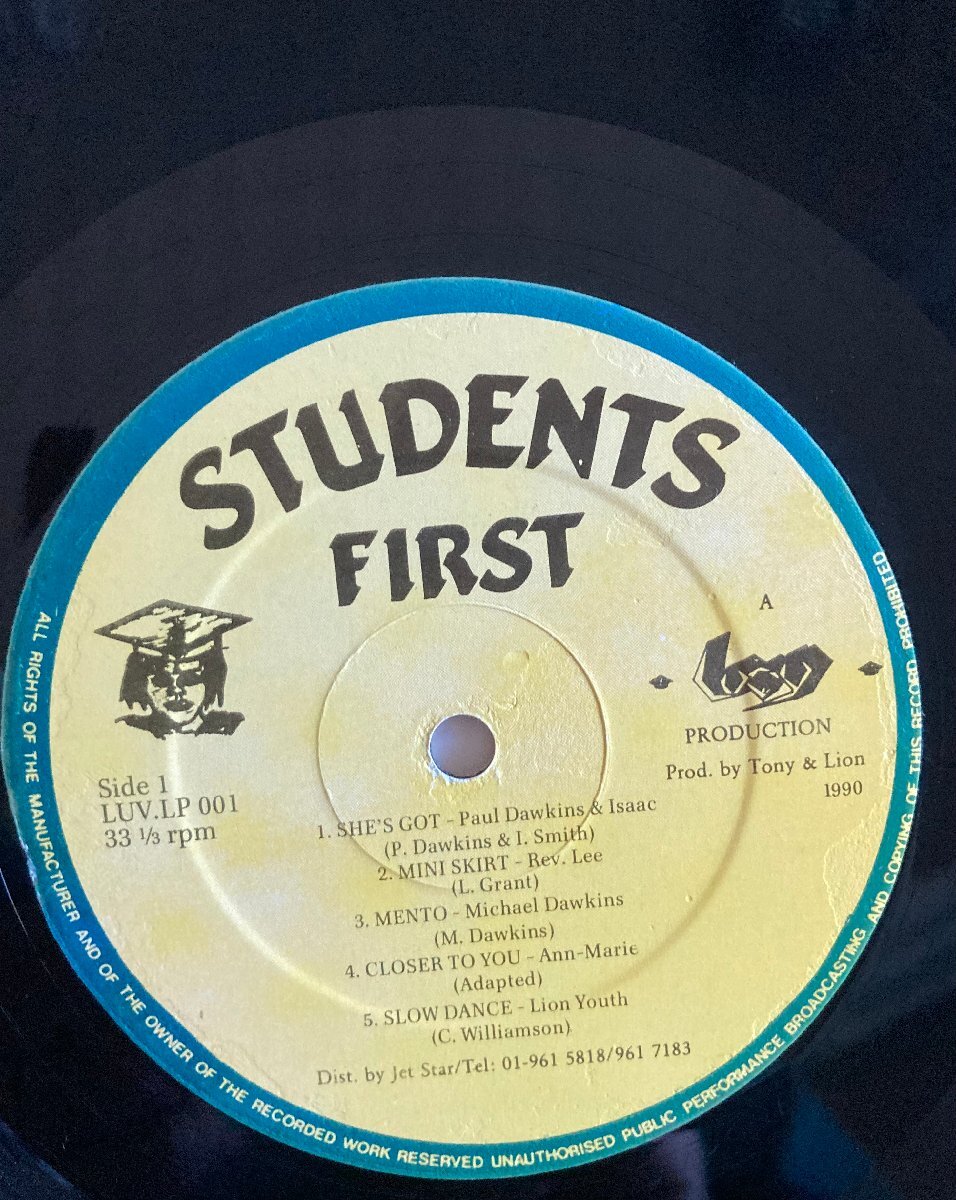 STUDENTS
FIRST
A
PRODUCTION
Prod. by Tony & Lion
1990
Side 1
LUV.LP 001
33 1/3 rpm
1. SHE'S GOT - Paul Dawkins & Isaac
(P. Dawkins & I. Smith)
2. MINI SKIRT - Rev. Lee
(L. Grant)
3. MENTO - Michael Dawkins
(M. Dawkins)
4. CLOSER TO YOU - Ann-Marie
(Adapted)
5. SLOW DANCE - Lion Youth
(C. Williamson)
Dist. by Jet Star/Tel: 01-961 5818/961 7183
ALL RIGHTS OF THE MANUFACTURER AND OF THE OWNER OF THE RECORDED WORK RESERVED UNAUTHORISED PUBLIC PERFORMANCE BROADCASTING AND COPYING OF THIS RECORD PROHIBITED